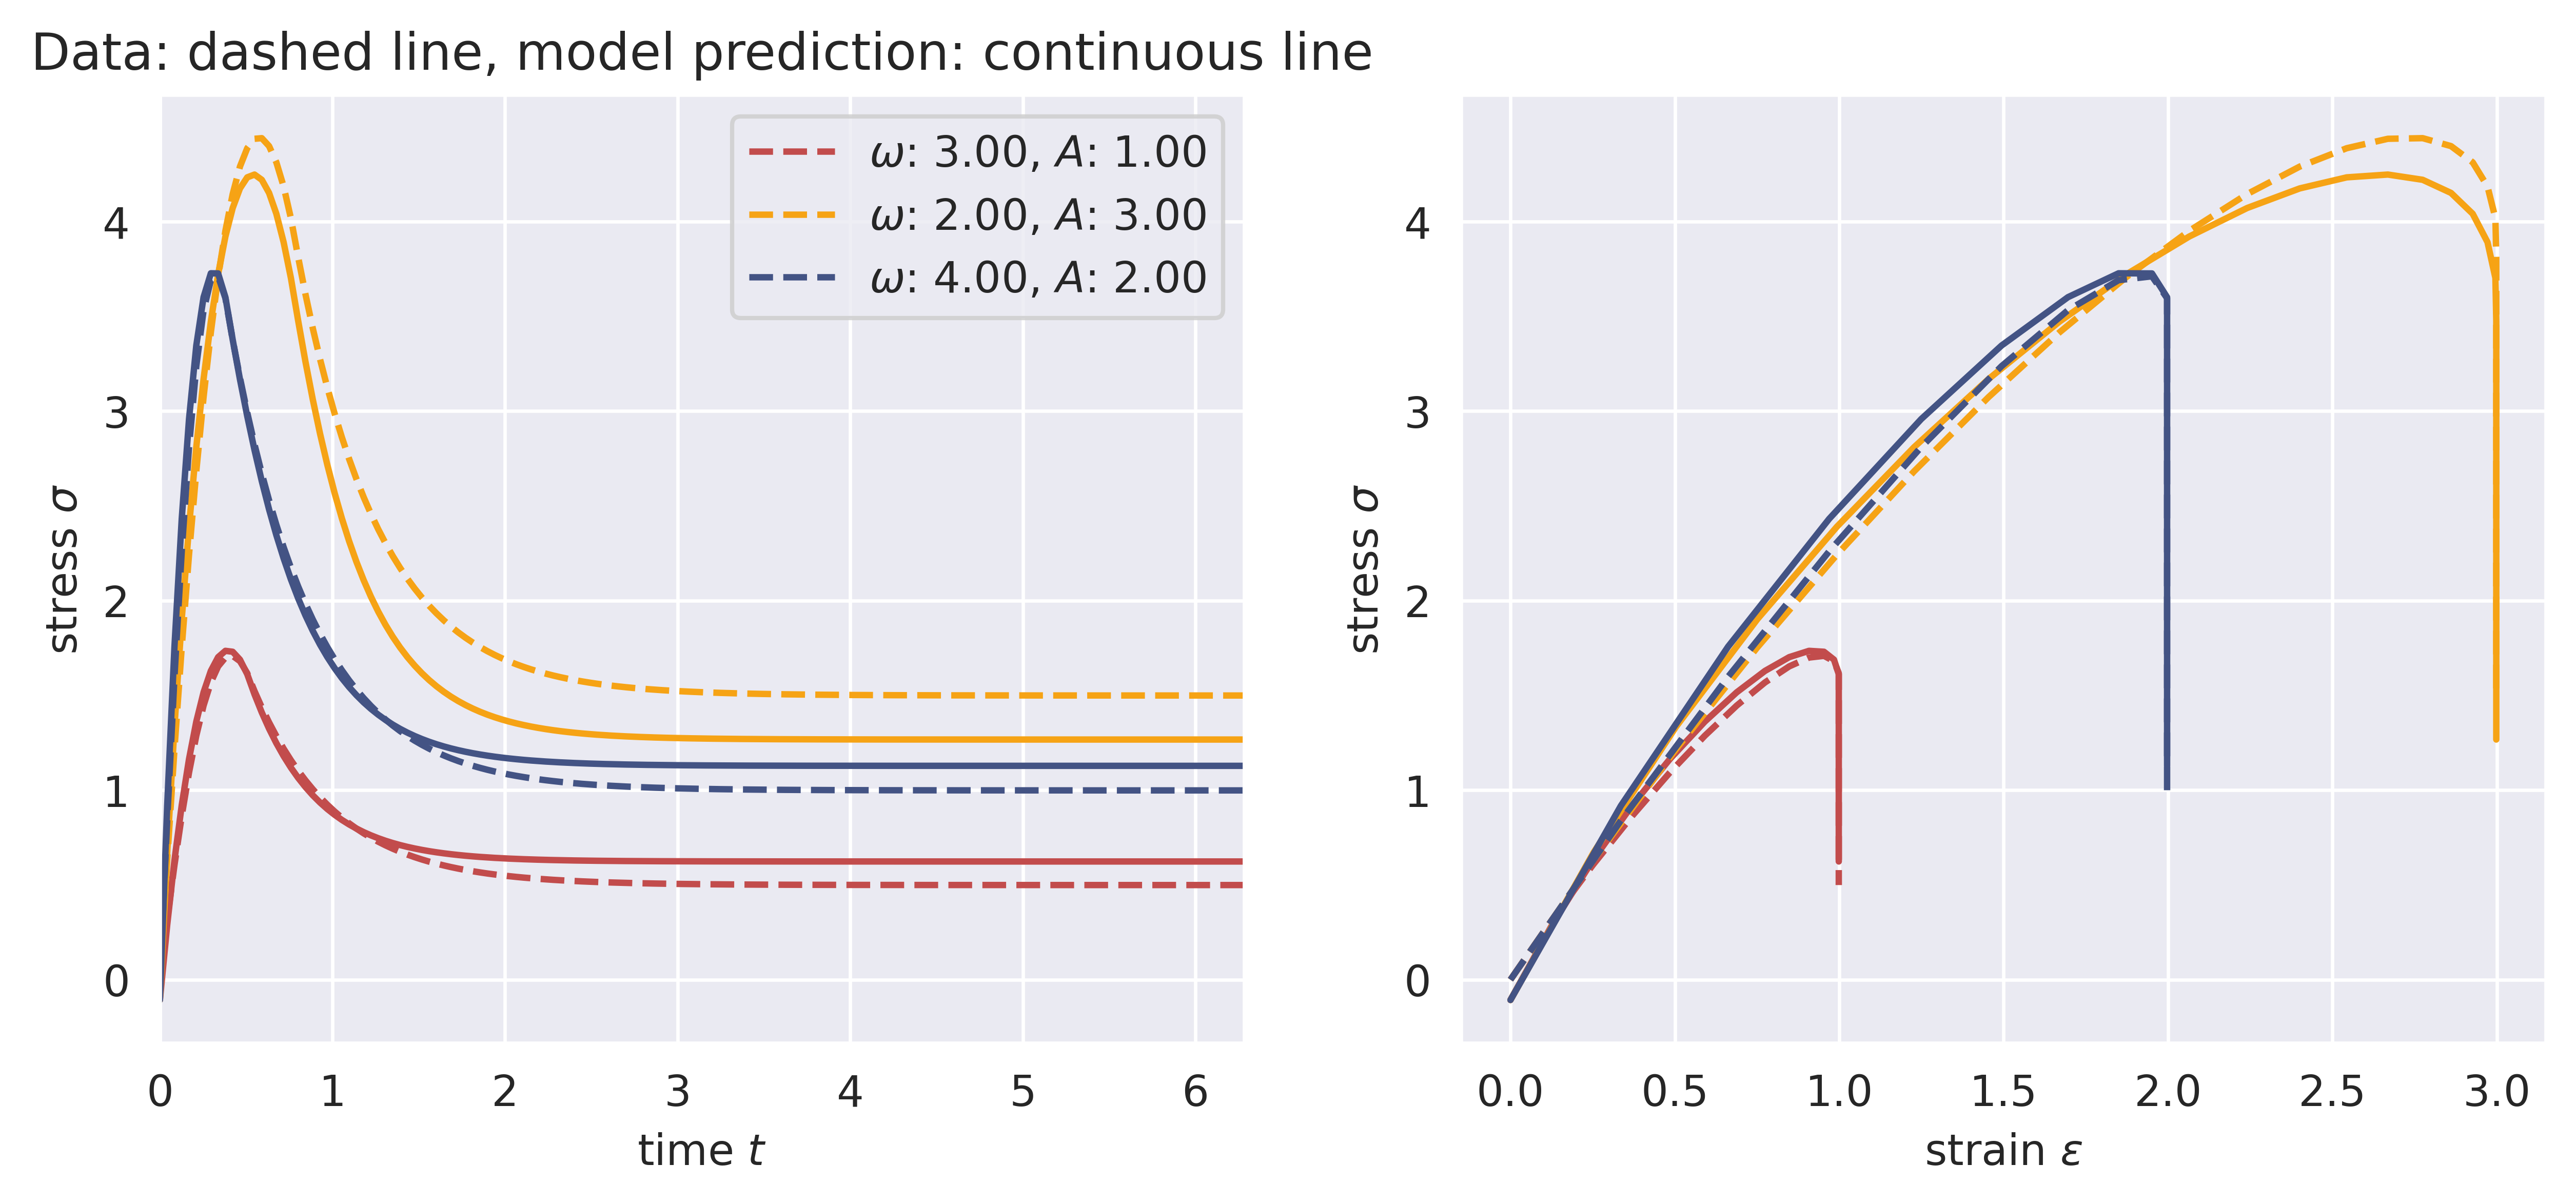 Data: dashed line, model prediction: continuous line
ω: 3.00, A: 1.00
ω: 2.00, A: 3.00
ω: 4.00, A: 2.00
stress σ
4
3
2
1
0
0 1 2 3 4 5 6
time t
stress σ
4
3
2
1
0
0.0 0.5 1.0 1.5 2.0 2.5 3.0
strain ε